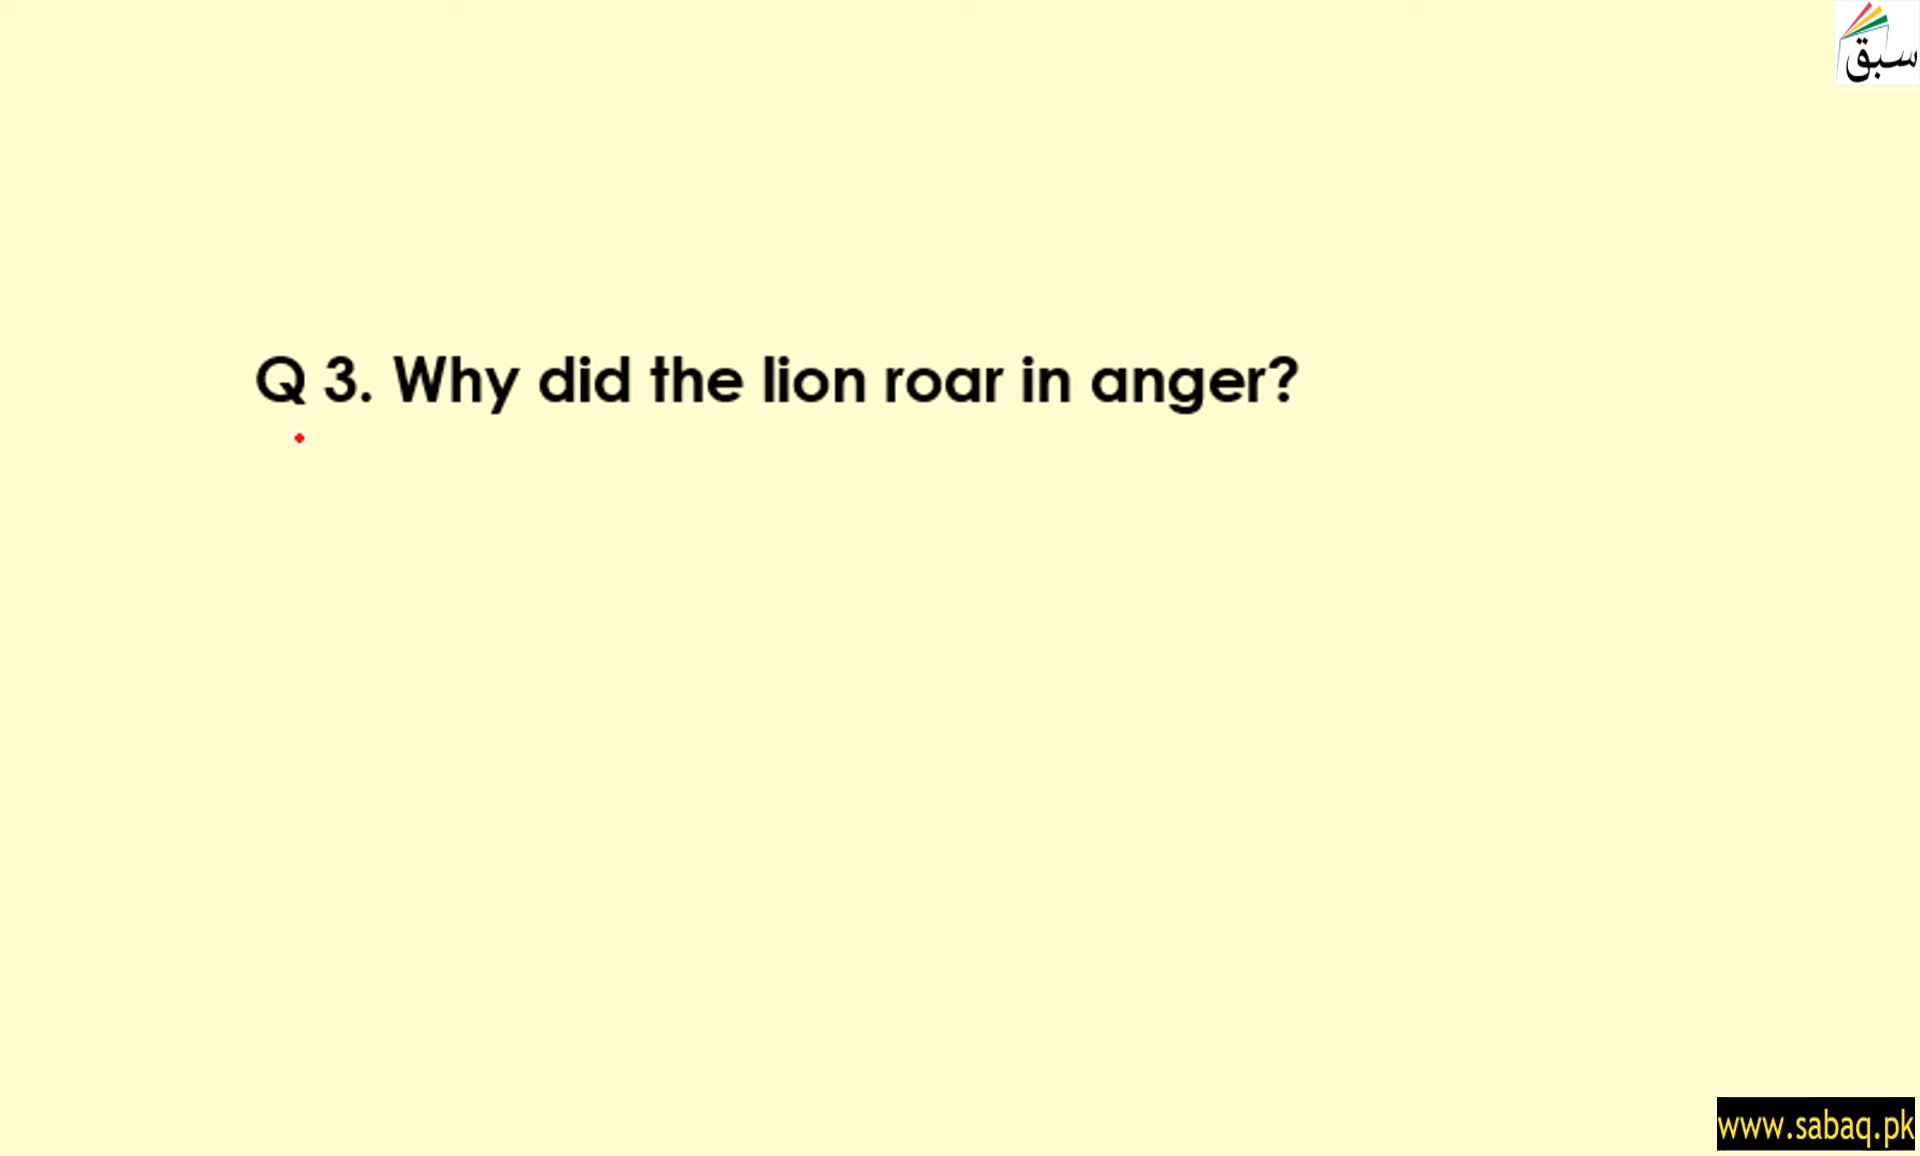 سبق
Q 3. Why did the lion roar in anger?
www.sabaq.pk